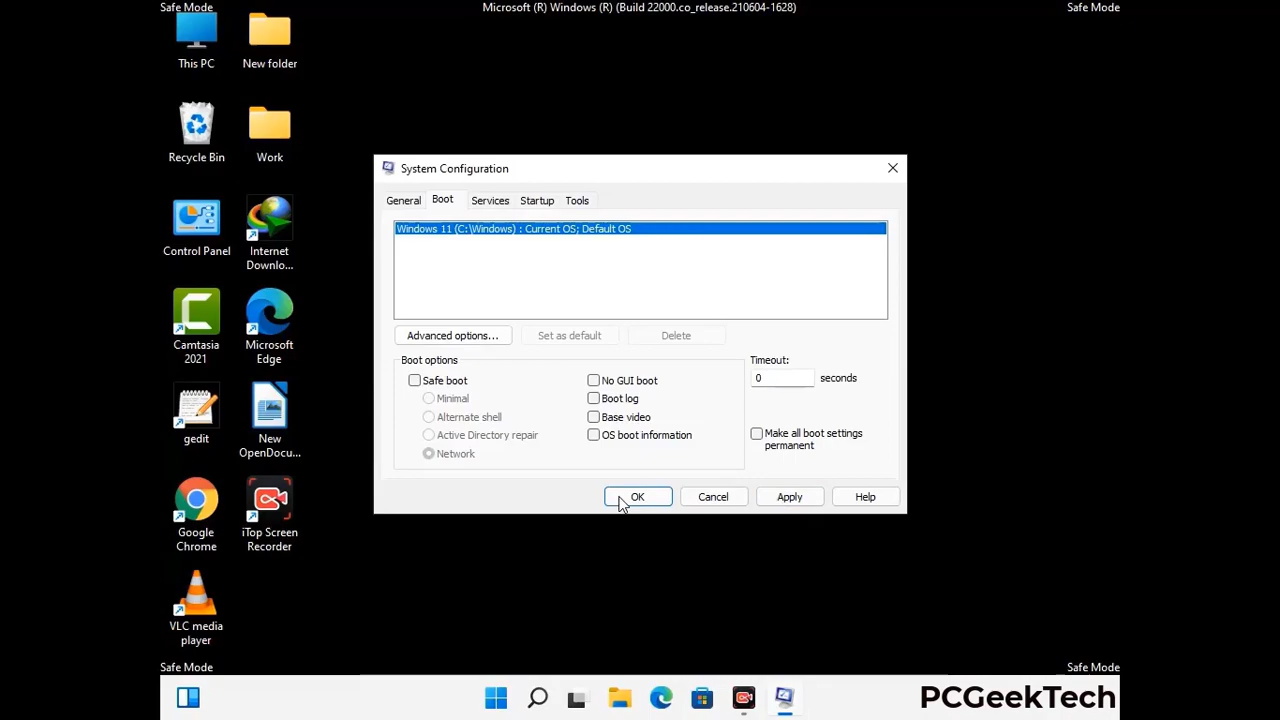 Safe Mode
Microsoft (R) Windows (R) (Build 22000.co_release.210604-1628)
Safe Mode
This PC
New folder
Recycle Bin
Work
Control Panel
Internet
Downlo...
Camtasia
2021
Microsoft
Edge
gedit
New
OpenDocu...
Google
Chrome
iTop Screen
Recorder
VLC media
player
System Configuration
General
Boot
Services
Startup
Tools
Windows 11 (C:\Windows) : Current OS; Default OS
Advanced options...
Set as default
Delete
Boot options
Safe boot
Minimal
Alternate shell
Active Directory repair
Network
No GUI boot
Boot log
Base video
OS boot information
Timeout:
0 seconds
Make all boot settings
permanent
OK
Cancel
Apply
Help
Safe Mode
Safe Mode
PCGeekTech